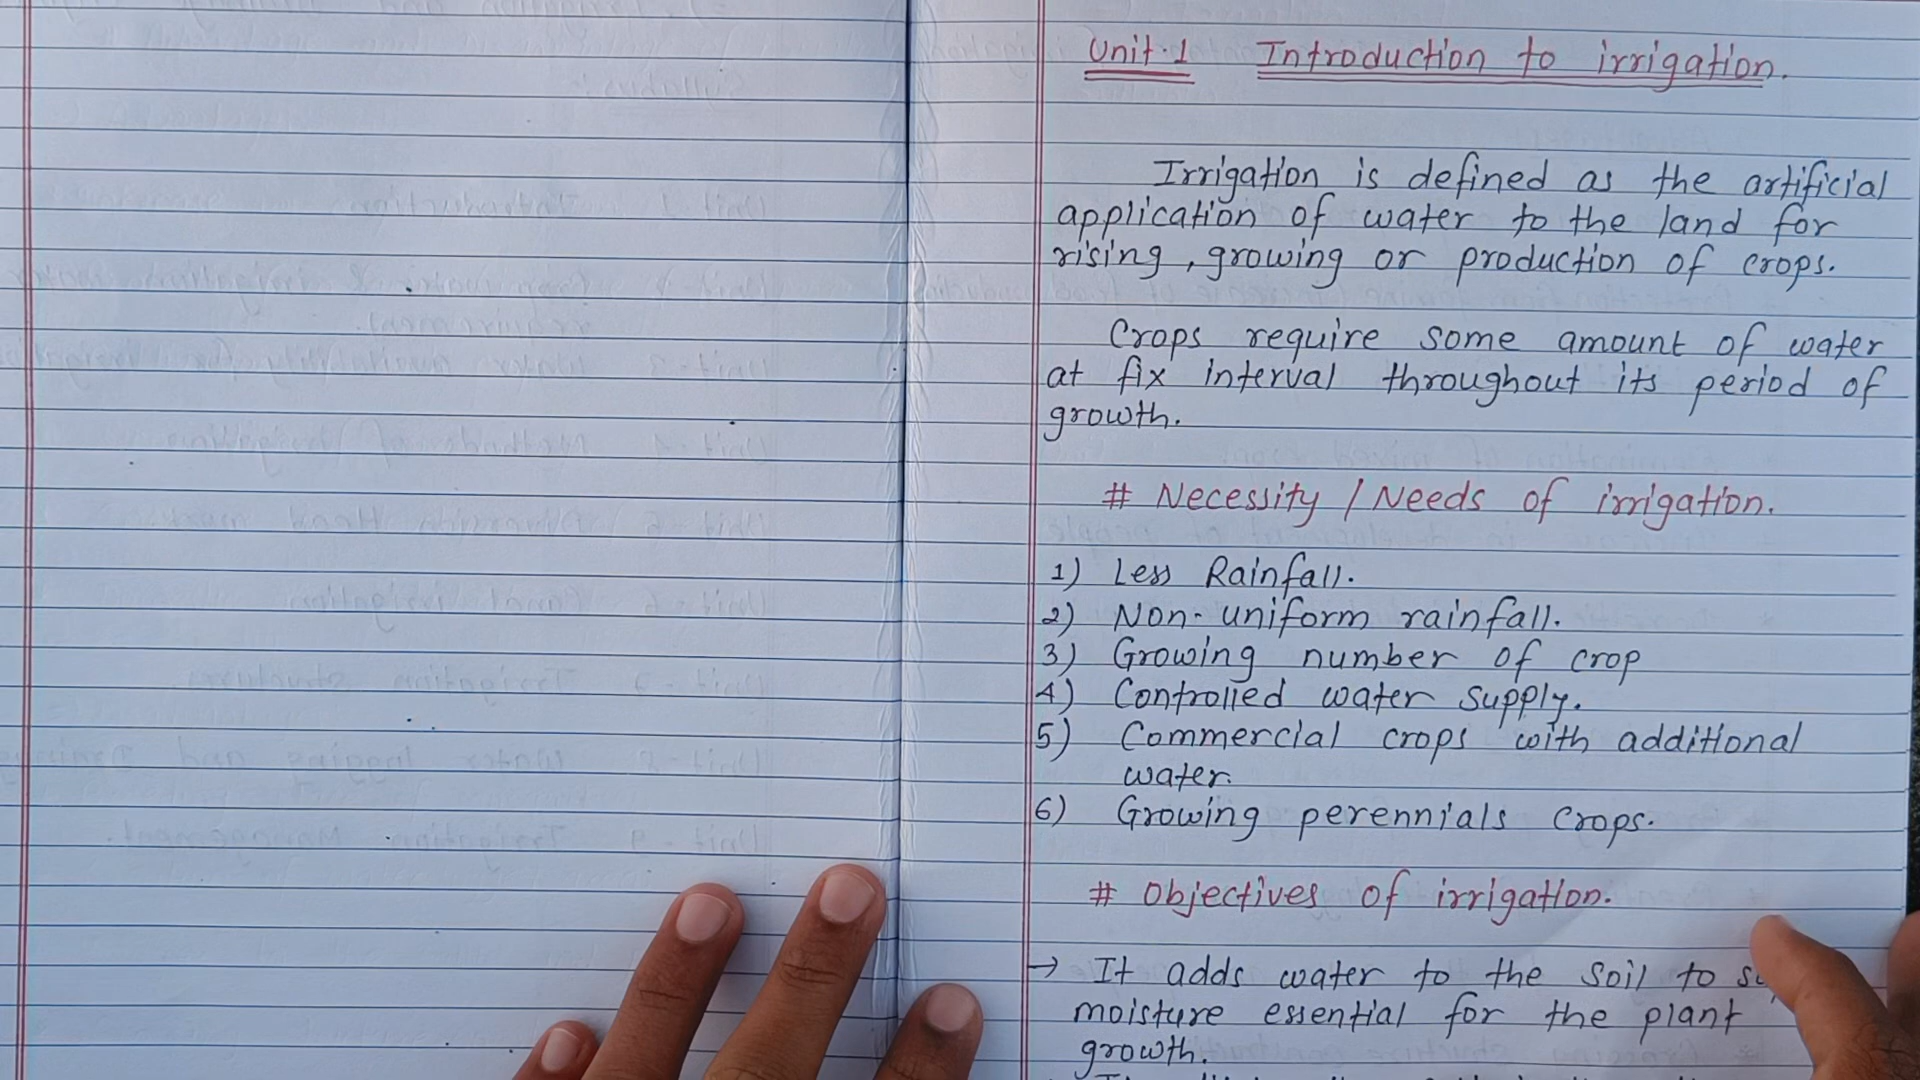 Unit-1 Introduction to irrigation.
Irrigation is defined as the artificial
application of water to the land for
rising, growing or production of crops.
Crops require some amount of water
at fix interval throughout its period of
growth.
# Necessity / Needs of irrigation.
1) Less Rainfall.
2) Non-uniform rainfall.
3) Growing number of crop
4) Controlled water supply.
5) Commercial crops with additional
water.
6) Growing perennials crops.
# Objectives of irrigation.
→ It adds water to the soil to
moisture essential for the plant
growth.